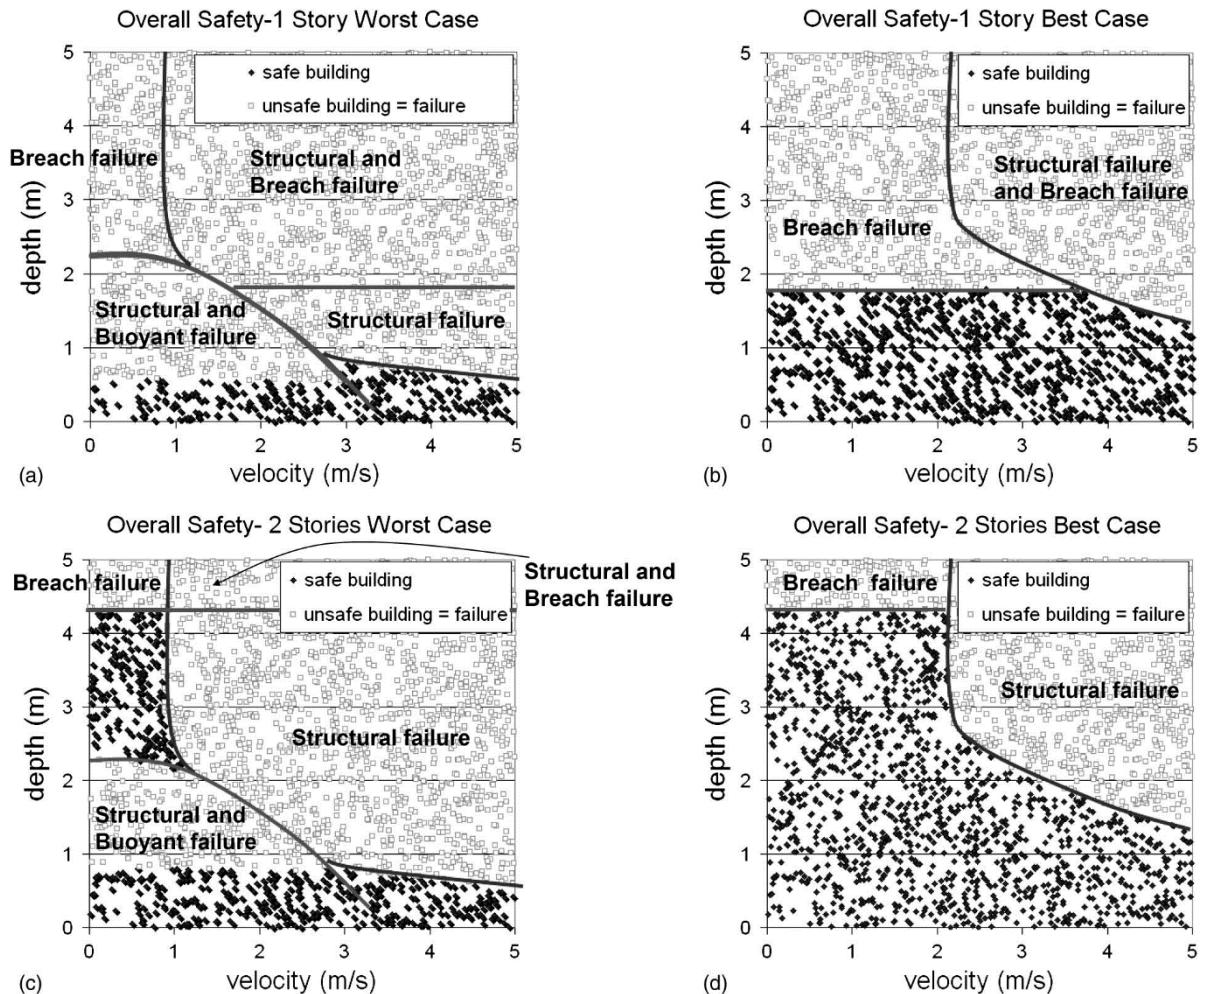 Overall Safety-1 Story Worst Case
5
4
3
2
1
0
depth (m)
safe building
unsafe building = failure
Breach failure
Structural and
Breach failure
Structural and
Buoyant failure
Structural failure
0 1 2 3 4 5
velocity (m/s)
(a)
Overall Safety-1 Story Best Case
5
4
3
2
1
0
depth (m)
safe building
unsafe building = failure
Structural failure
and Breach failure
Breach failure
0 1 2 3 4 5
velocity (m/s)
(b)
Overall Safety- 2 Stories Worst Case
5
4
3
2
1
0
depth (m)
Breach failure
safe building
unsafe building = failure
Structural and
Breach failure
Structural failure
Structural and
Buoyant failure
0 1 2 3 4 5
velocity (m/s)
(c)
Overall Safety- 2 Stories Best Case
5
4
3
2
1
0
depth (m)
Breach failure
safe building
unsafe building = failure
Structural failure
0 1 2 3 4 5
velocity (m/s)
(d)